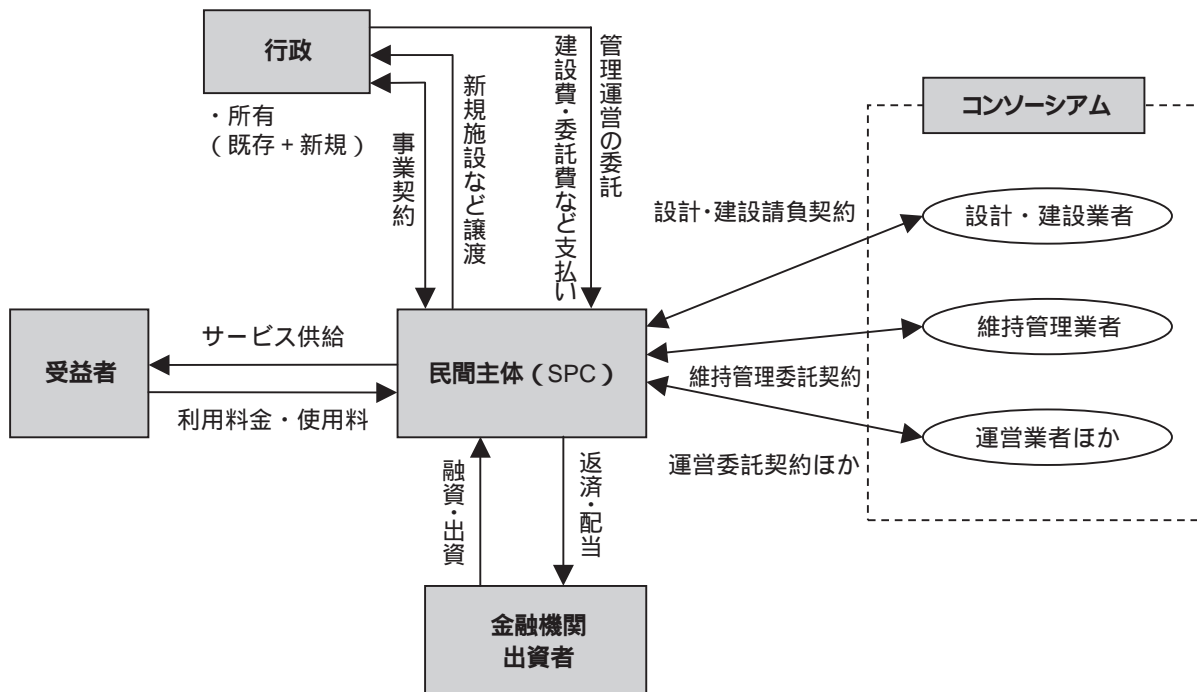 行政
・所有
（既存 + 新規）
事業契約
新規施設など譲渡
建設費・委託費など支払い
管理運営の委託
コンソーシアム
設計・建設請負契約
設計・建設業者
維持管理業者
維持管理委託契約
運営業者ほか
運営委託契約ほか
サービス供給
受益者
利用料金・使用料
民間主体（SPC）
融資・出資
返済・配当
金融機関
出資者